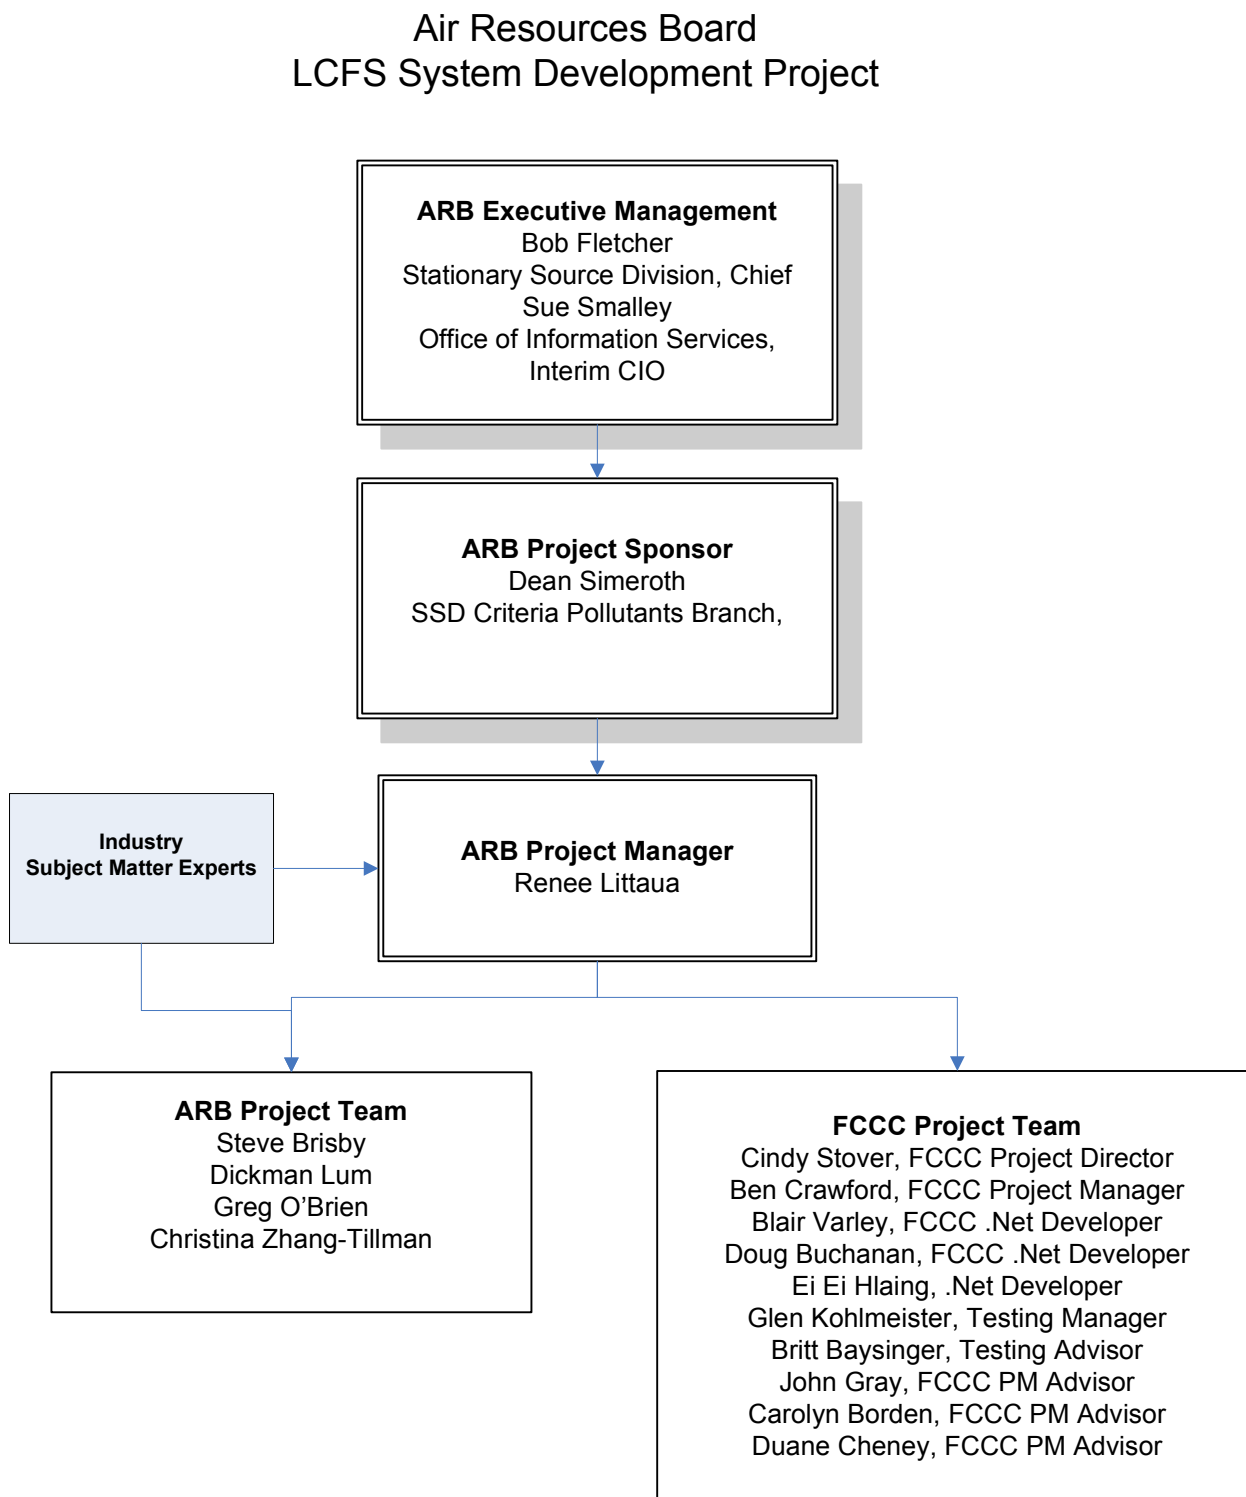 Air Resources Board
LCFS System Development Project
ARB Executive Management
Bob Fletcher
Stationary Source Division, Chief
Sue Smalley
Office of Information Services,
Interim CIO
ARB Project Sponsor
Dean Simeroth
SSD Criteria Pollutants Branch,
Industry
Subject Matter Experts
ARB Project Manager
Renee Littaua
ARB Project Team
Steve Brisby
Dickman Lum
Greg O’Brien
Christina Zhang-Tillman
FCCC Project Team
Cindy Stover, FCCC Project Director
Ben Crawford, FCCC Project Manager
Blair Varley, FCCC .Net Developer
Doug Buchanan, FCCC .Net Developer
Ei Ei Hlaing, .Net Developer
Glen Kohlmeister, Testing Manager
Britt Baysinger, Testing Advisor
John Gray, FCCC PM Advisor
Carolyn Borden, FCCC PM Advisor
Duane Cheney, FCCC PM Advisor